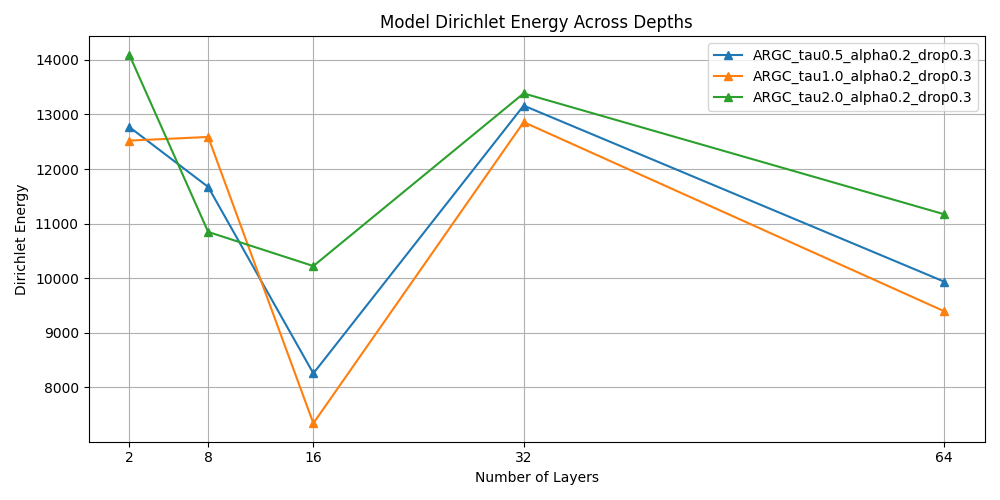 Model Dirichlet Energy Across Depths
ARGC_tau0.5_alpha0.2_drop0.3
ARGC_tau1.0_alpha0.2_drop0.3
ARGC_tau2.0_alpha0.2_drop0.3
Dirichlet Energy
14000
13000
12000
11000
10000
9000
8000
2 8 16 32 64
Number of Layers